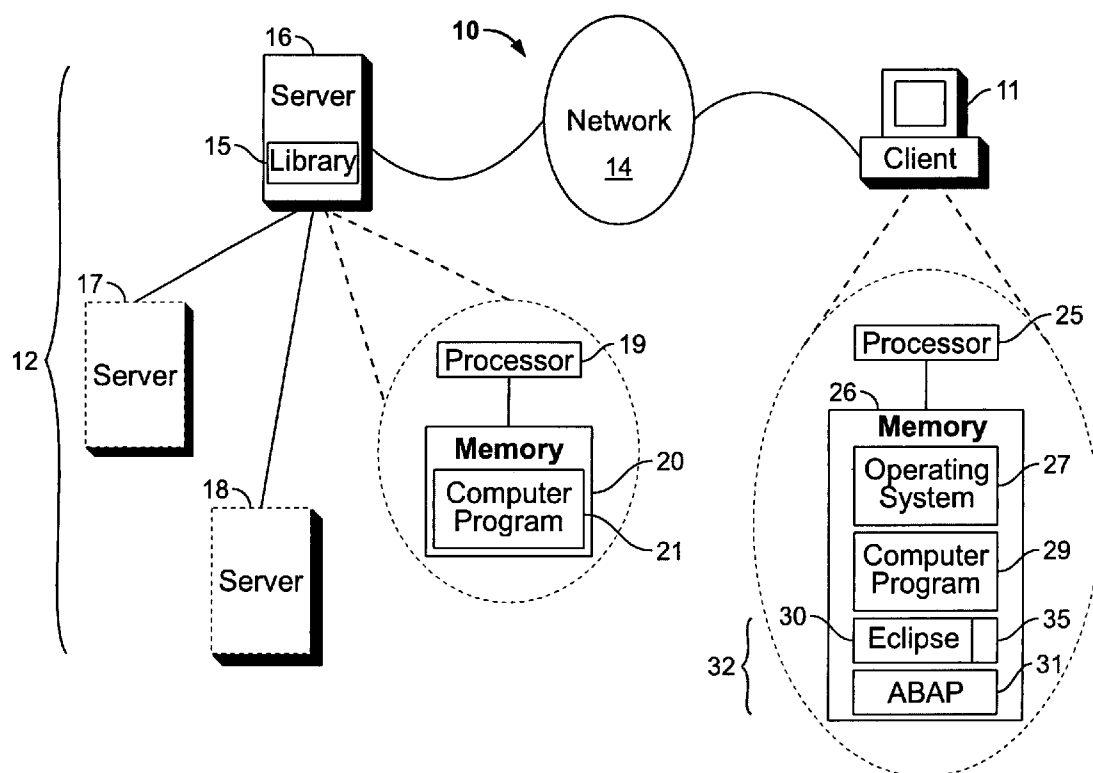 10
16
Server
15
Library
Network
14
11
Client
12
17
Server
18
Server
Processor
19
Memory
20
Computer
Program
21
25
Processor
26
Memory
Operating
System
27
Computer
Program
29
30
Eclipse
35
32
ABAP
31